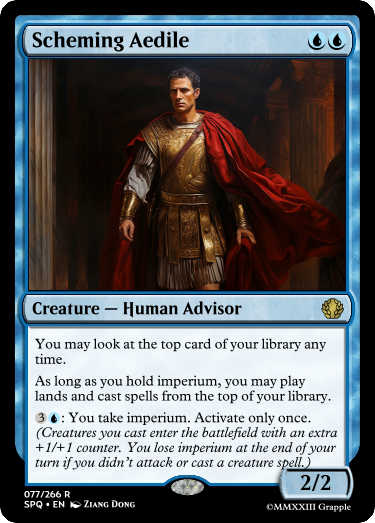 Scheming Aedile
Creature — Human Advisor
You may look at the top card of your library any
time.
As long as you hold imperium, you may play
lands and cast spells from the top of your library.
3: You take imperium. Activate only once.
(Creatures you cast enter the battlefield with an extra
+1/+1 counter. You lose imperium at the end of your
turn if you didn't attack or cast a creature spell.)
2/2
077/266 R
SPQ • EN Ziang Dong
©MMXXIII Grapple